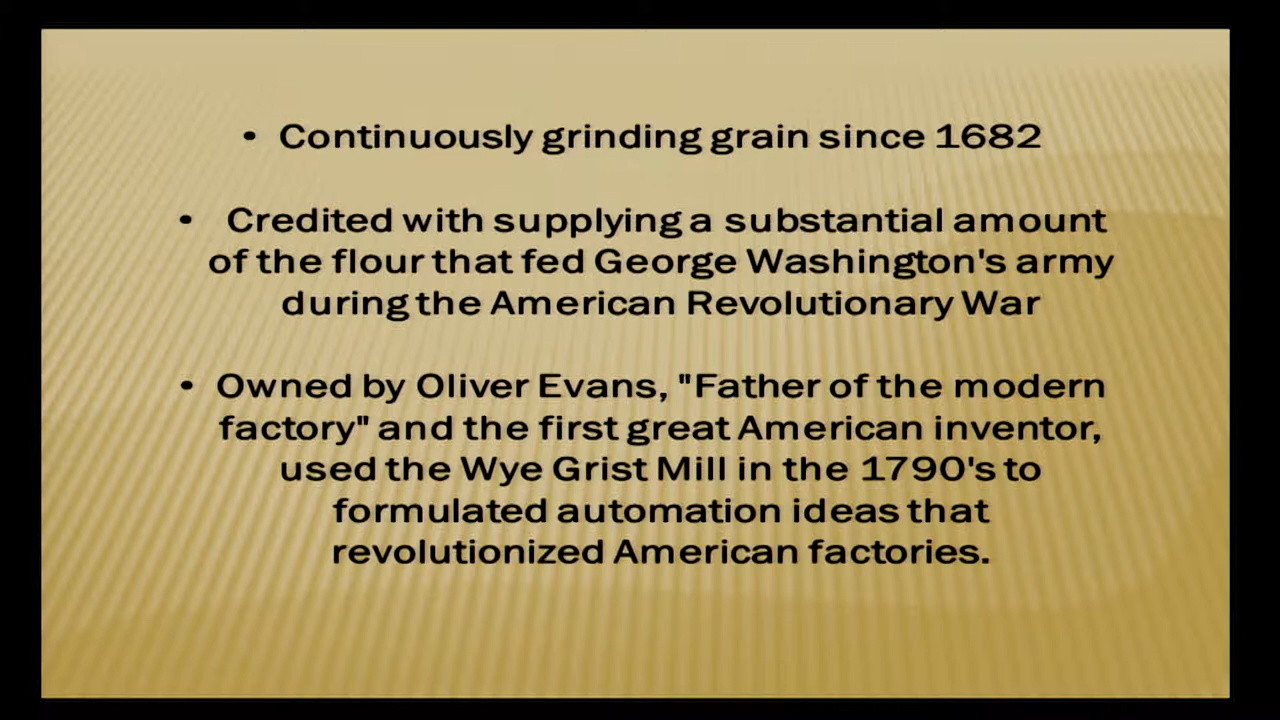 • Continuously grinding grain since 1682
• Credited with supplying a substantial amount
of the flour that fed George Washington's army
during the American Revolutionary War
• Owned by Oliver Evans, "Father of the modern
factory" and the first great American inventor,
used the Wye Grist Mill in the 1790's to
formulated automation ideas that
revolutionized American factories.